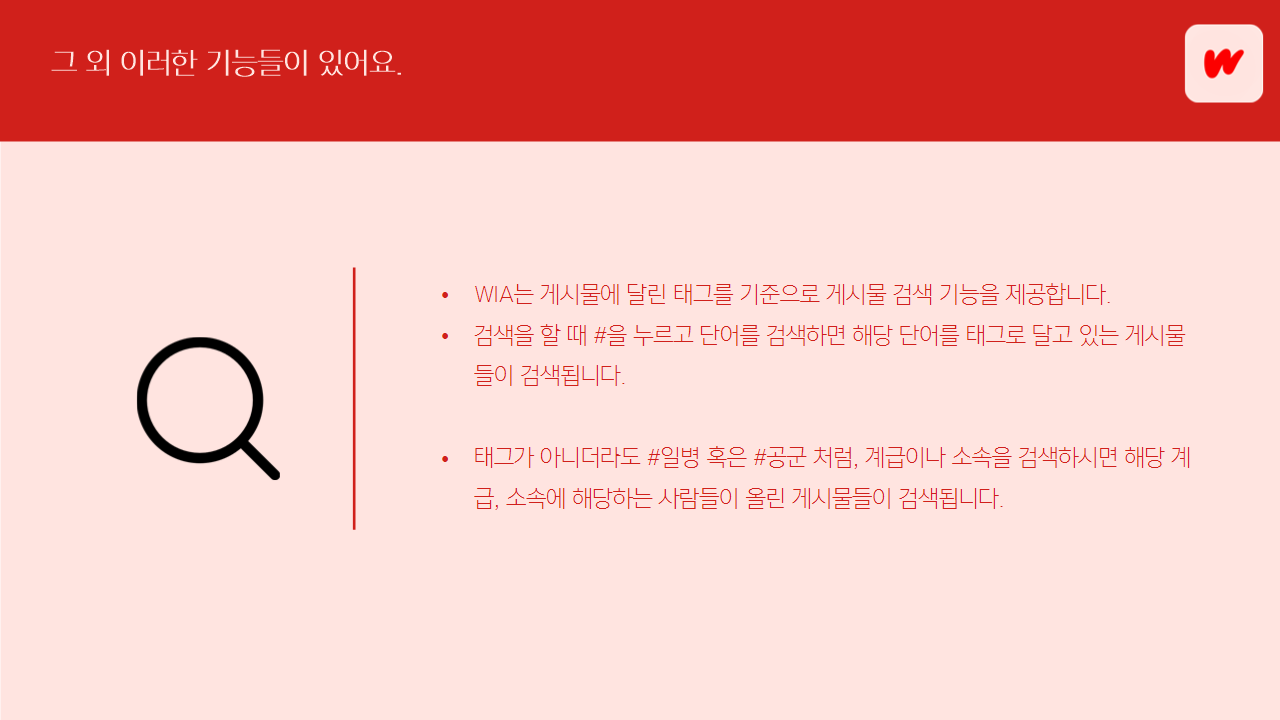 그 외 이러한 기능들이 있어요.
W
• WIA는 게시물에 달린 태그를 기준으로 게시물 검색 기능을 제공합니다.
• 검색을 할 때 #을 누르고 단어를 검색하면 해당 단어를 태그로 달고 있는 게시물
들이 검색됩니다.
• 태그가 아니더라도 #일병 혹은 #공군 처럼, 계급이나 소속을 검색하시면 해당 계
급, 소속에 해당하는 사람들이 올린 게시물들이 검색됩니다.